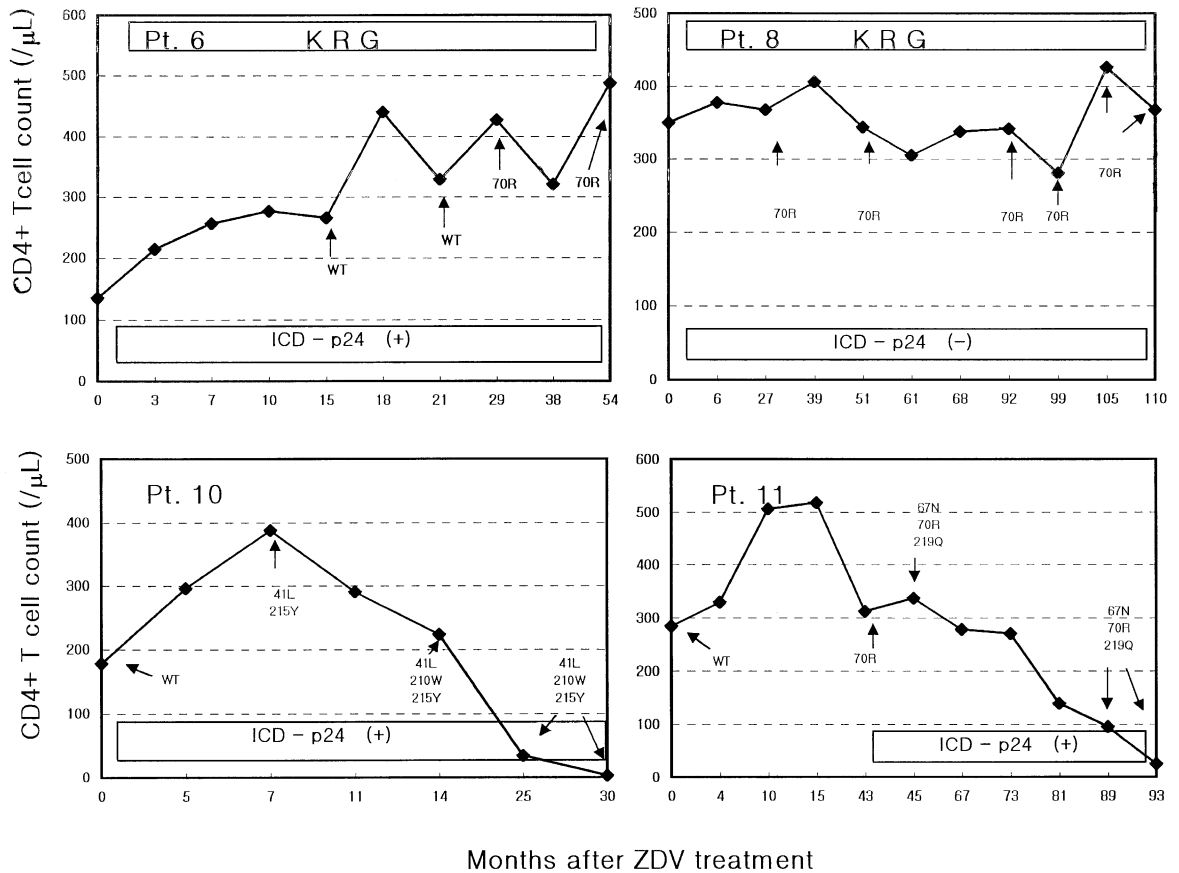 CD4+ Tcell count (/μL)
600
500
400
300
200
100
0
Pt. 6 K R G
WT
WT
70R
70R
ICD - p24 (+)
0 3 7 10 15 18 21 29 38 54
500
400
300
200
100
0
Pt. 8 K R G
70R
70R
70R
70R
70R
ICD - p24 (-)
0 6 27 39 51 61 68 92 99 105 110
CD4+ T cell count (/μL)
500
400
300
200
100
0
Pt. 10
WT
41L
215Y
41L
210W
215Y
41L
210W
215Y
ICD - p24 (+)
0 5 7 11 14 25 30
600
500
400
300
200
100
0
Pt. 11
WT
70R
67N
70R
219Q
67N
70R
219Q
ICD - p24 (+)
0 4 10 15 43 45 67 73 81 89 93
Months after ZDV treatment